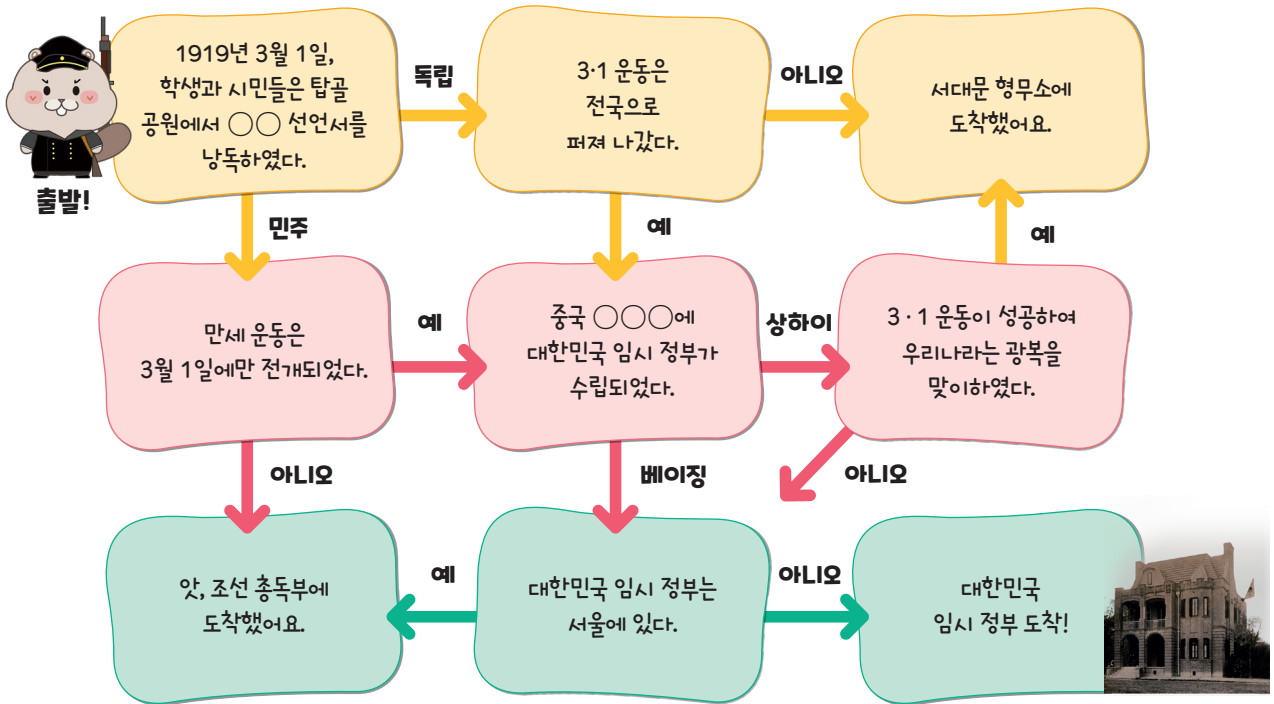 1919년 3월 1일,
학생과 시민들은 탑골
공원에서 ○○ 선언서를
낭독하였다.
출발!
독립
3·1 운동은
전국으로
퍼져 나갔다.
아니오
서대문 형무소에
도착했어요.
민주
예
예
만세 운동은
3월 1일에만 전개되었다.
예
중국 ○○○에
대한민국 임시 정부가
수립되었다.
상하이
3 · 1 운동이 성공하여
우리나라는 광복을
맞이하였다.
아니오
베이징
아니오
앗, 조선 총독부에
도착했어요.
예
대한민국 임시 정부는
서울에 있다.
아니오
대한민국
임시 정부 도착!